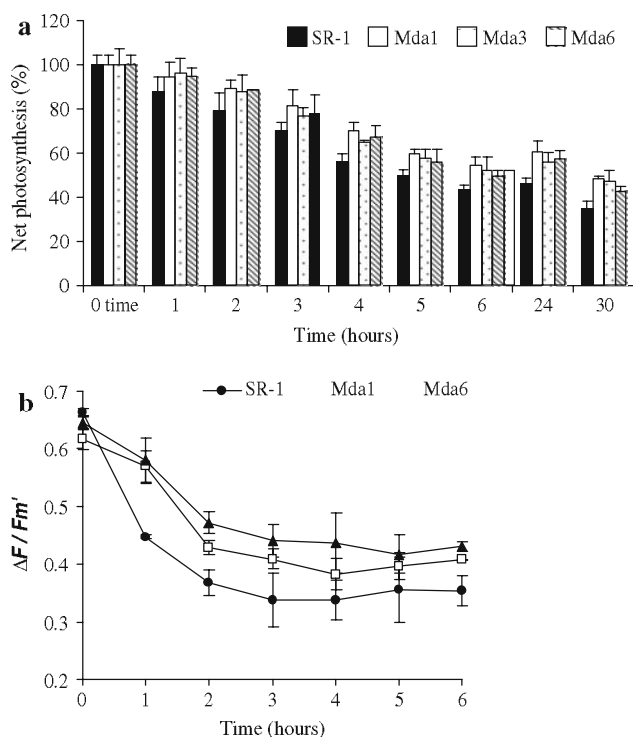 a
SR-1 Mda1 Mda3 Mda6
Net photosynthesis (%)
120
100
80
60
40
20
0
0 time 1 2 3 4 5 6 24 30
Time (hours)
b
SR-1 Mda1 Mda6
ΔF / Fm'
0.7
0.6
0.5
0.4
0.3
0.2
0 1 2 3 4 5 6
Time (hours)